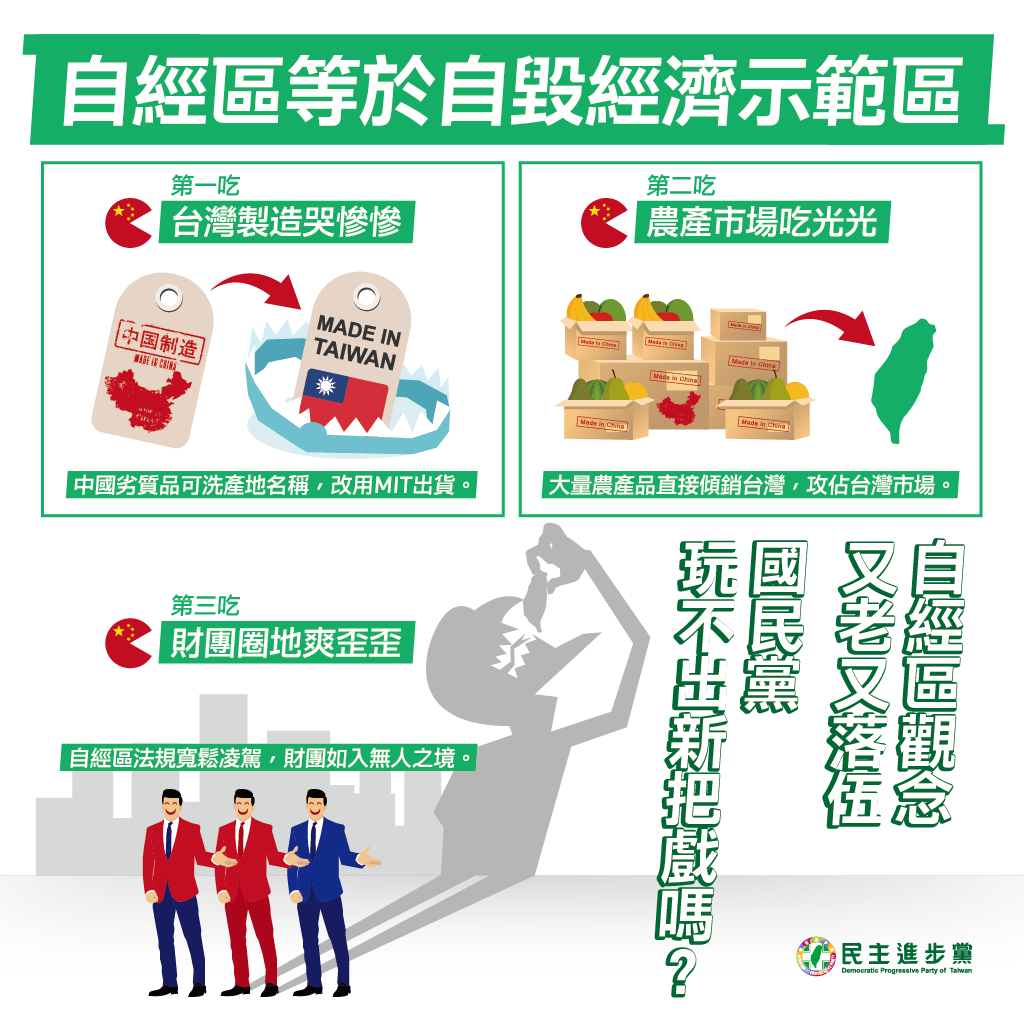 自經區等於自毀經濟示範區
第一吃
台灣製造哭慘慘
中国制造
MADE IN CHINA
MADE IN
CHINA
MADE IN
TAIWAN
中國劣質品可洗產地名稱，改用MIT出貨。
第二吃
農產市場吃光光
Made in China
Made in China
Made in China
Made in China
Made in China
Made in China
Made in China
大量農產品直接傾銷台灣，攻佔台灣市場。
第三吃
財團圈地爽歪歪
自經區法規寬鬆凌駕，財團如入無人之境。
自經區觀念
又老又落伍
國民黨
玩不出新把戲嗎？
民主進步黨
Democratic Progressive Party of Taiwan